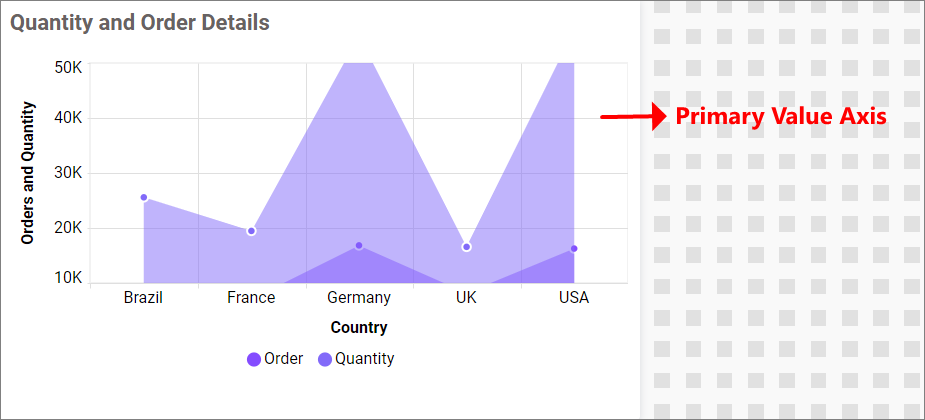 Quantity and Order Details
50K
40K
30K
20K
10K
Orders and Quantity
Brazil France Germany UK USA
Country
Order Quantity
Primary Value Axis